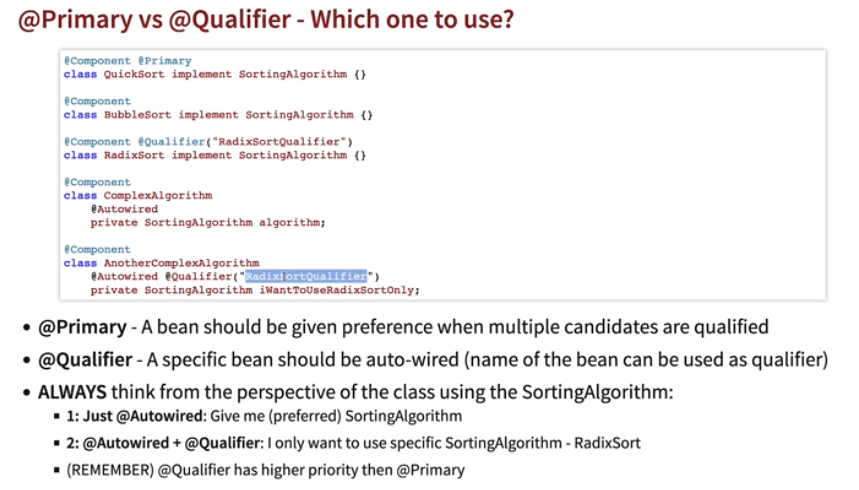 @Primary vs @Qualifier - Which one to use?
@Component @Primary
class QuickSort implement SortingAlgorithm {}
@Component
class BubbleSort implement SortingAlgorithm {}
@Component @Qualifier("RadixSortQualifier")
class RadixSort implement SortingAlgorithm {}
@Component
class ComplexAlgorithm
@Autowired
private SortingAlgorithm algorithm;
@Component
class AnotherComplexAlgorithm
@Autowired @Qualifier("RadixSortQualifier")
private SortingAlgorithm iWantToUseRadixSortOnly;
• @Primary - A bean should be given preference when multiple candidates are qualified
• @Qualifier - A specific bean should be auto-wired (name of the bean can be used as qualifier)
• ALWAYS think from the perspective of the class using the SortingAlgorithm:
▪ 1: Just @Autowired: Give me (preferred) SortingAlgorithm
▪ 2: @Autowired + @Qualifier: I only want to use specific SortingAlgorithm - RadixSort
▪ (REMEMBER) @Qualifier has higher priority then @Primary